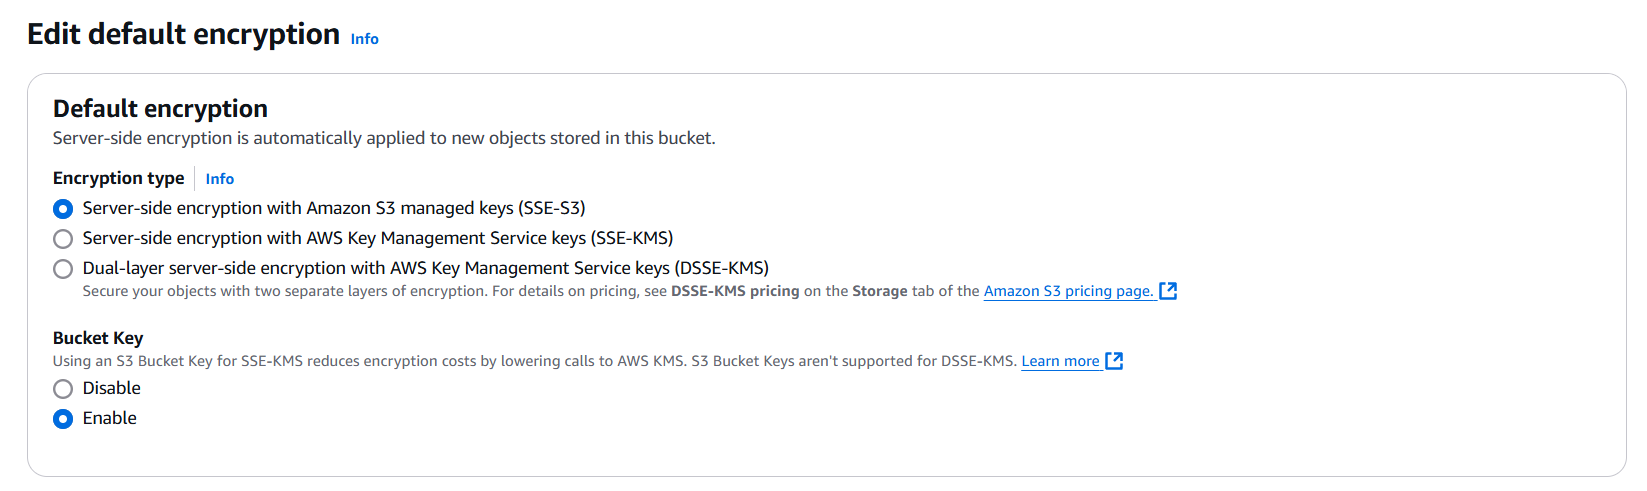 Edit default encryption Info
Default encryption
Server-side encryption is automatically applied to new objects stored in this bucket.
Encryption type Info
Server-side encryption with Amazon S3 managed keys (SSE-S3)
Server-side encryption with AWS Key Management Service keys (SSE-KMS)
Dual-layer server-side encryption with AWS Key Management Service keys (DSSE-KMS)
Secure your objects with two separate layers of encryption. For details on pricing, see DSSE-KMS pricing on the Storage tab of the Amazon S3 pricing page.
Bucket Key
Using an S3 Bucket Key for SSE-KMS reduces encryption costs by lowering calls to AWS KMS. S3 Bucket Keys aren't supported for DSSE-KMS. Learn more
Disable
Enable